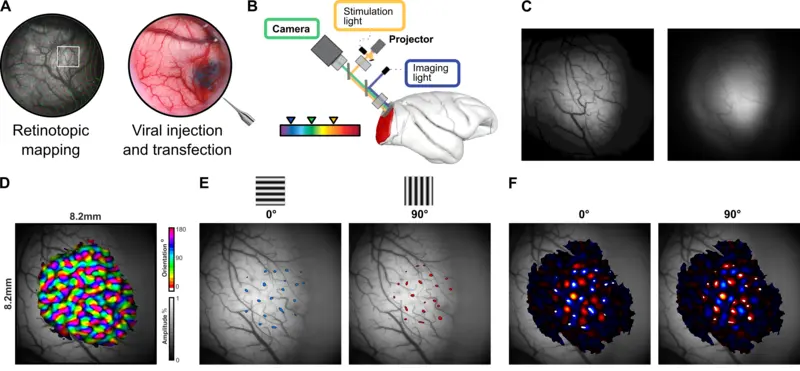 A
Retinotopic
mapping
Viral injection
and transfection
B
Camera
Stimulation
light
Projector
Imaging
light
C
D
8.2mm
8.2mm
180
90
0
Orientation °
1
0
Amplitude %
E
0°
90°
F
0°
90°